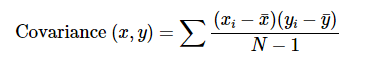 Covariance (x, y) = ∑ (xᵢ − x̄)(yᵢ − ȳ) / N − 1